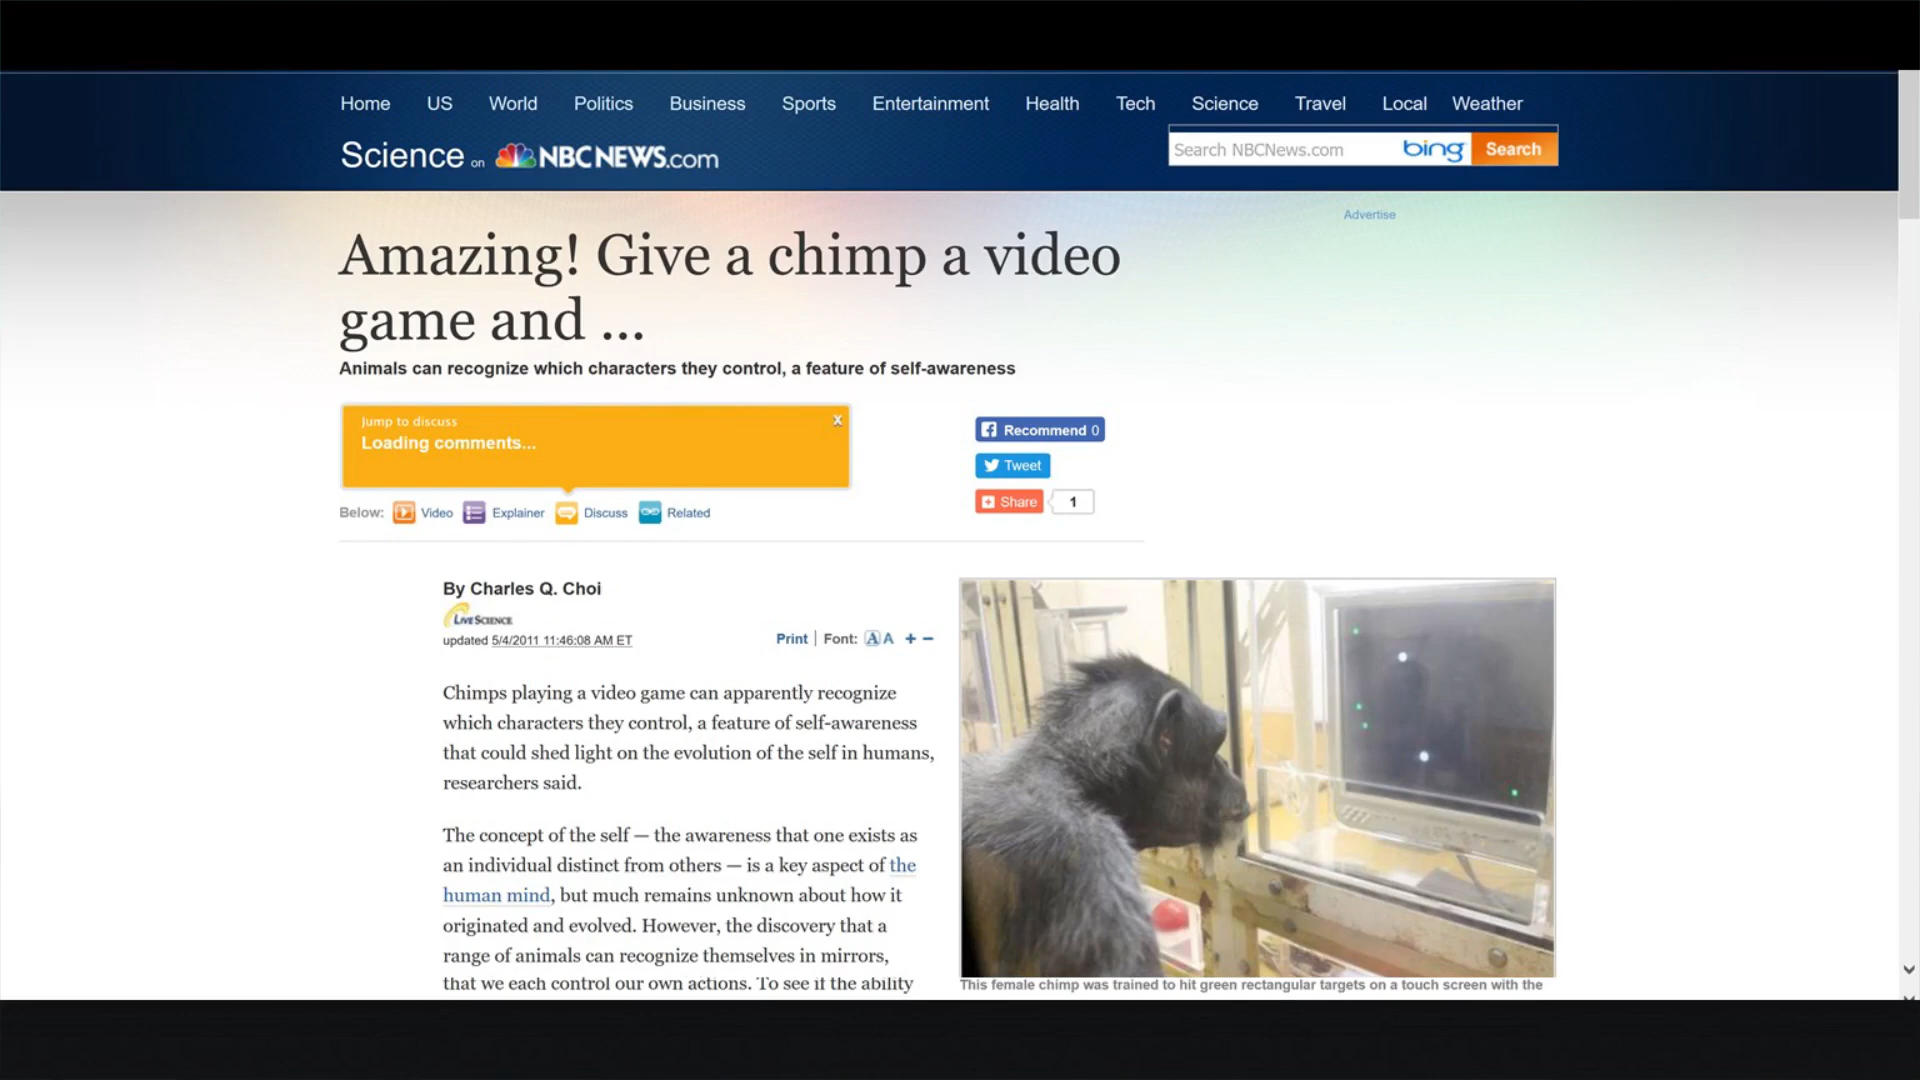 Home US World Politics Business Sports Entertainment Health Tech Science Travel Local Weather
Science on NBCNEWS.com
Search NBCNews.com bing Search
Advertise
Amazing! Give a chimp a video
game and ...
Animals can recognize which characters they control, a feature of self-awareness
Jump to discuss x
Loading comments...
Recommend 0
Tweet
Share 1
Below: Video Explainer Discuss Related
By Charles Q. Choi
LIVESCIENCE
updated 5/4/2011 11:46:08 AM ET
Print | Font: A A + −
Chimps playing a video game can apparently recognize
which characters they control, a feature of self-awareness
that could shed light on the evolution of the self in humans,
researchers said.
The concept of the self — the awareness that one exists as
an individual distinct from others — is a key aspect of the
human mind, but much remains unknown about how it
originated and evolved. However, the discovery that a
range of animals can recognize themselves in mirrors,
that we each control our own actions. To see if the ability
This female chimp was trained to hit green rectangular targets on a touch screen with the